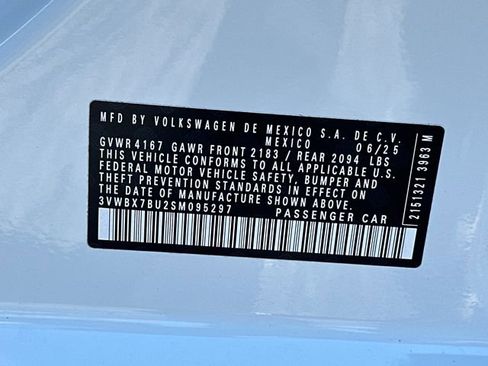 MFD BY VOLKSWAGEN DE MEXICO S.A. DE C.V.
MEXICO 06/25
GVWR 4167 GAWR FRONT 2183 / REAR 2094 LBS
THIS VEHICLE CONFORMS TO ALL APPLICABLE U.S.
FEDERAL MOTOR VEHICLE SAFETY, BUMPER AND
THEFT PREVENTION STANDARDS IN EFFECT ON
THE DATE OF MANUFACTURE SHOWN ABOVE
3VWBX7BU2SM095297 PASSENGER CAR
2151321 3963 M